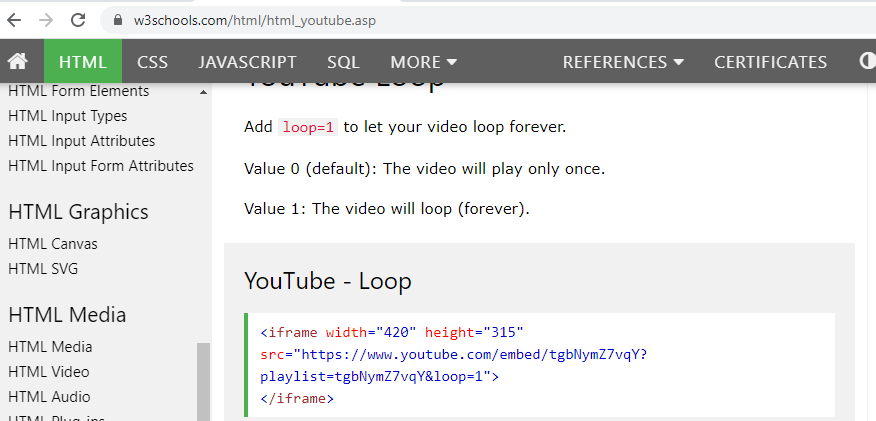 w3schools.com/html/html_youtube.asp
HTML CSS JAVASCRIPT SQL MORE REFERENCES CERTIFICATES
HTML Form Elements
HTML Input Types
HTML Input Attributes
HTML Input Form Attributes
HTML Graphics
HTML Canvas
HTML SVG
HTML Media
HTML Media
HTML Video
HTML Audio
HTML Plug-ins
YouTube Loop
Add loop=1 to let your video loop forever.
Value 0 (default): The video will play only once.
Value 1: The video will loop (forever).
YouTube - Loop
<iframe width="420" height="315"
src="https://www.youtube.com/embed/tgbNymZ7vqY?
playlist=tgbNymZ7vqY&loop=1">
</iframe>